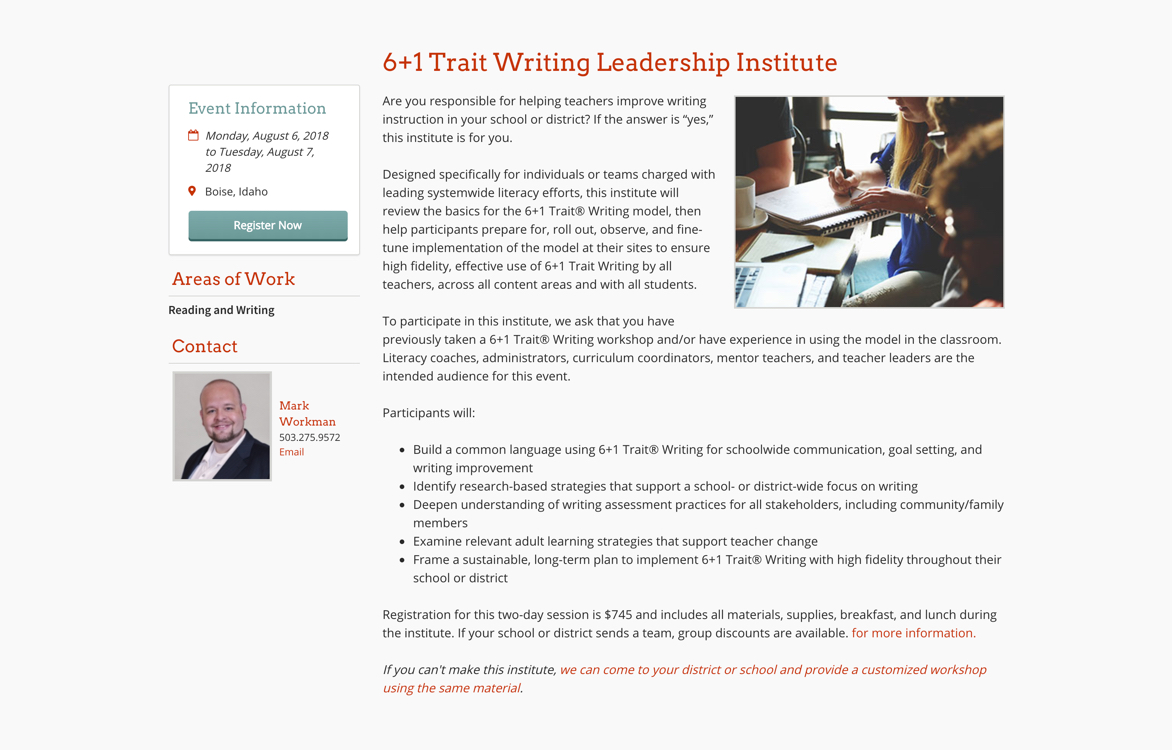 6+1 Trait Writing Leadership Institute
Event Information
Monday, August 6, 2018
to Tuesday, August 7,
2018
Boise, Idaho
Register Now
Areas of Work
Reading and Writing
Contact
Mark
Workman
503.275.9572
Email
Are you responsible for helping teachers improve writing
instruction in your school or district? If the answer is “yes,”
this institute is for you.
Designed specifically for individuals or teams charged with
leading systemwide literacy efforts, this institute will
review the basics for the 6+1 Trait® Writing model, then
help participants prepare for, roll out, observe, and fine-
tune implementation of the model at their sites to ensure
high fidelity, effective use of 6+1 Trait Writing by all
teachers, across all content areas and with all students.
To participate in this institute, we ask that you have
previously taken a 6+1 Trait® Writing workshop and/or have experience in using the model in the classroom.
Literacy coaches, administrators, curriculum coordinators, mentor teachers, and teacher leaders are the
intended audience for this event.
Participants will:
• Build a common language using 6+1 Trait® Writing for schoolwide communication, goal setting, and
writing improvement
• Identify research-based strategies that support a school- or district-wide focus on writing
• Deepen understanding of writing assessment practices for all stakeholders, including community/family
members
• Examine relevant adult learning strategies that support teacher change
• Frame a sustainable, long-term plan to implement 6+1 Trait® Writing with high fidelity throughout their
school or district
Registration for this two-day session is $745 and includes all materials, supplies, breakfast, and lunch during
the institute. If your school or district sends a team, group discounts are available. for more information.
If you can't make this institute, we can come to your district or school and provide a customized workshop
using the same material.